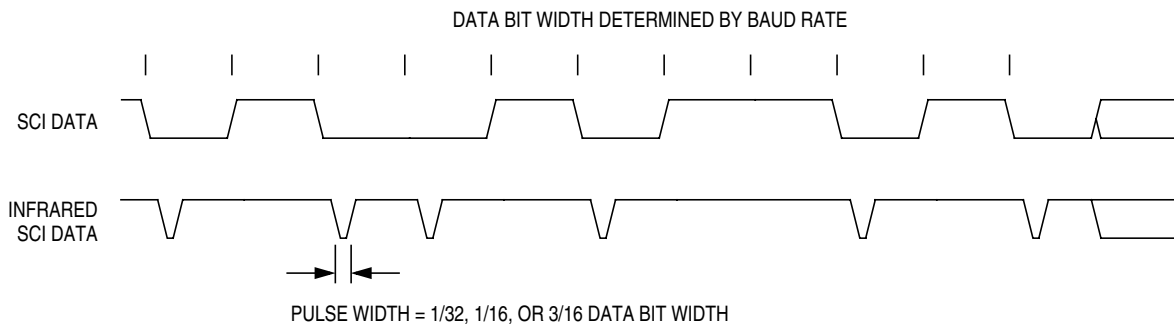 DATA BIT WIDTH DETERMINED BY BAUD RATE
SCI DATA
INFRARED
SCI DATA
PULSE WIDTH = 1/32, 1/16, OR 3/16 DATA BIT WIDTH